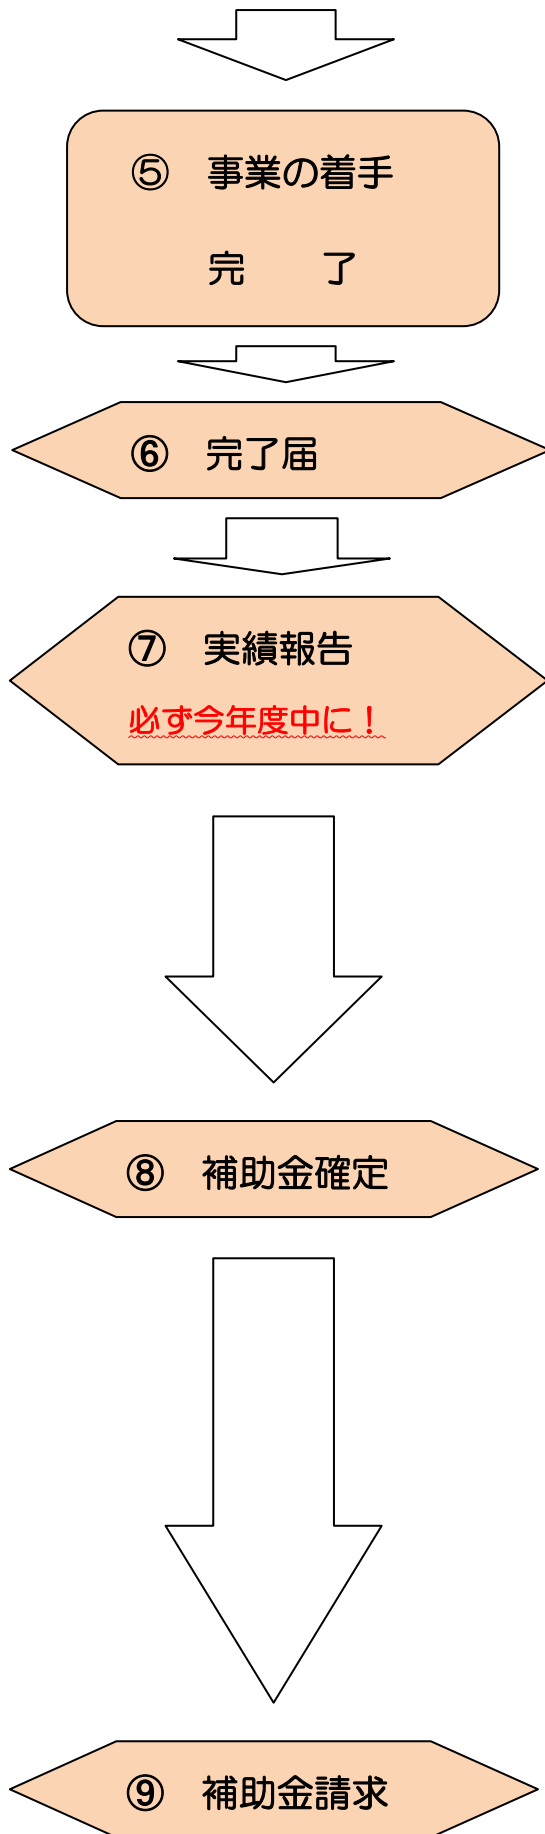 ⑤　事業の着手
完　　了
⑥　完了届
⑦　実績報告
必ず今年度中に！
⑧　補助金確定
⑨　補助金請求